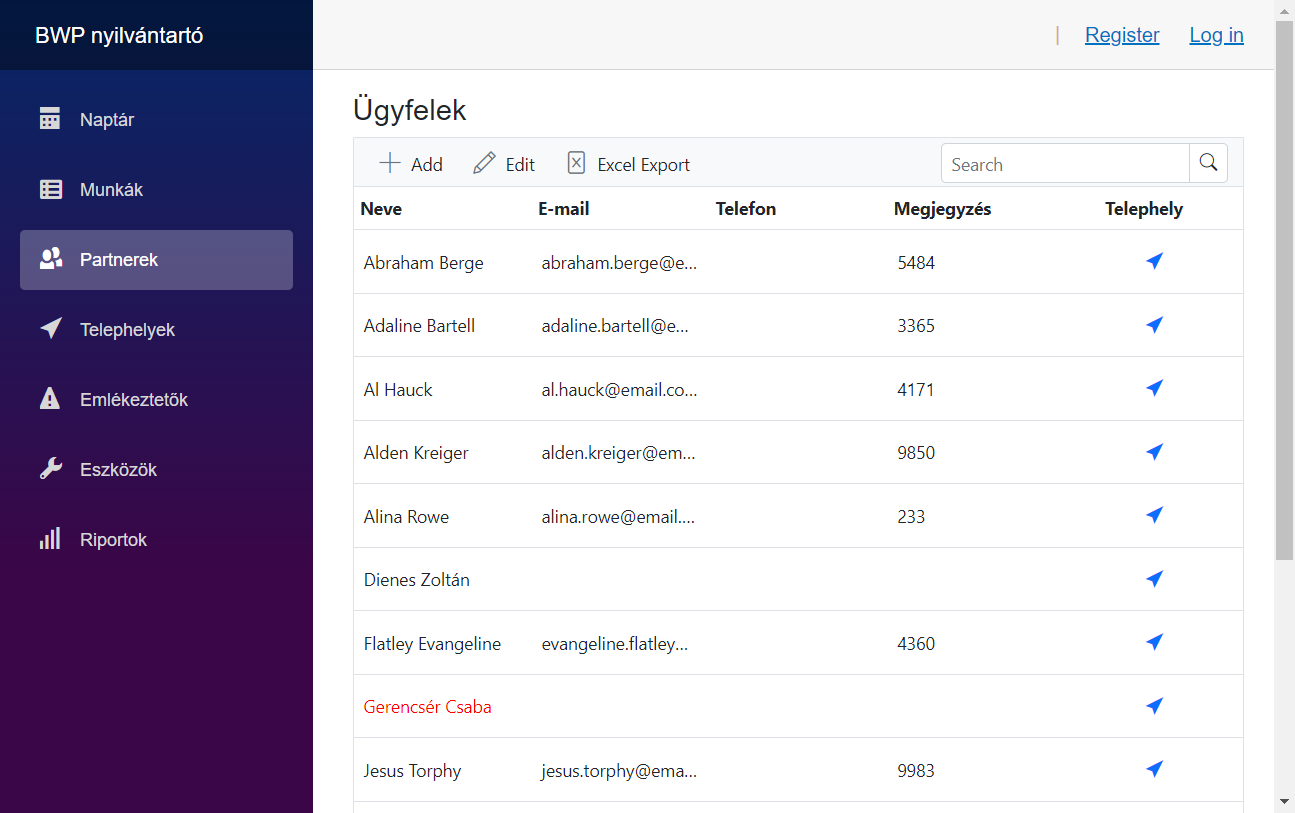 BWP nyilvántartó
| Register Log in
Naptár
Munkák
Partnerek
Telephelyek
Emlékeztetők
Eszközök
Riportok
Ügyfelek
Add Edit Excel Export Search
Neve E-mail Telefon Megjegyzés Telephely
Abraham Berge abraham.berge@e... 5484
Adaline Bartell adaline.bartell@e... 3365
Al Hauck al.hauck@email.co... 4171
Alden Kreiger alden.kreiger@em... 9850
Alina Rowe alina.rowe@email.... 233
Dienes Zoltán
Flatley Evangeline evangeline.flatley... 4360
Gerencsér Csaba
Jesus Torphy jesus.torphy@ema... 9983